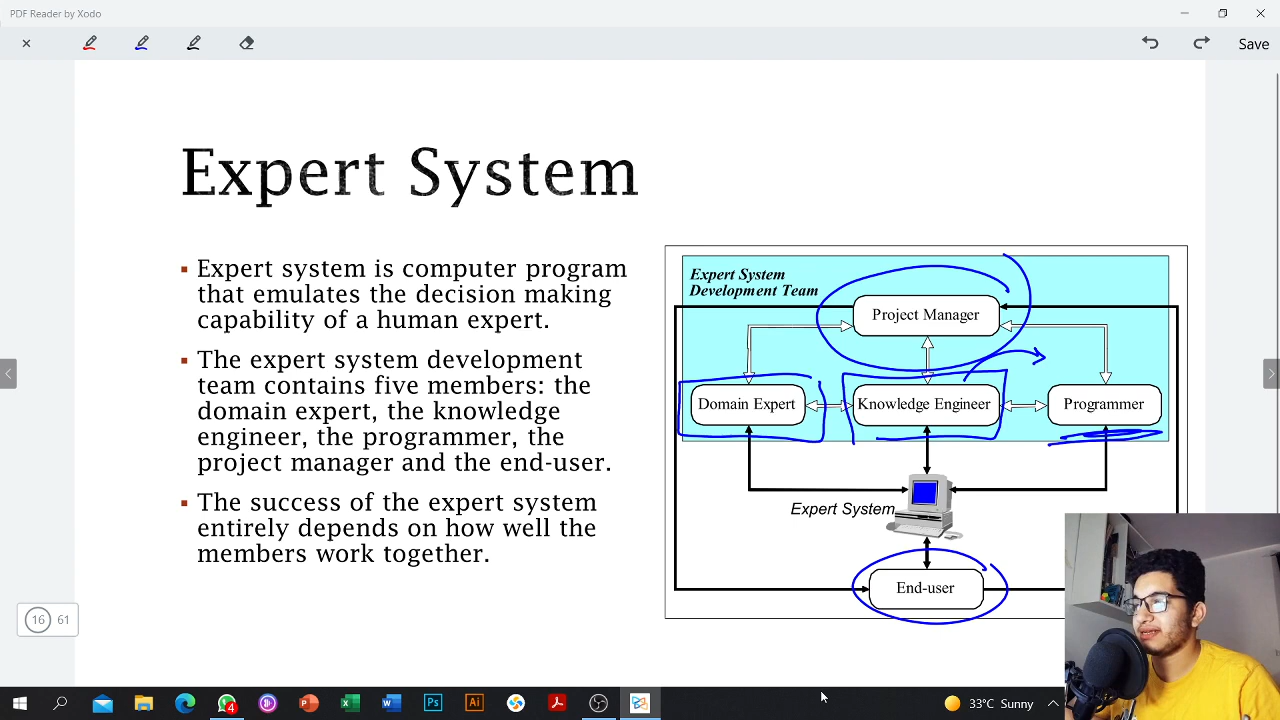 PDF Reader by Xodo
Save
Expert System
Expert system is computer program
that emulates the decision making
capability of a human expert.
The expert system development
team contains five members: the
domain expert, the knowledge
engineer, the programmer, the
project manager and the end-user.
The success of the expert system
entirely depends on how well the
members work together.
Expert System
Development Team
Project Manager
Domain Expert
Knowledge Engineer
Programmer
Expert System
End-user
16 61
4
Ps
Ai
33°C Sunny